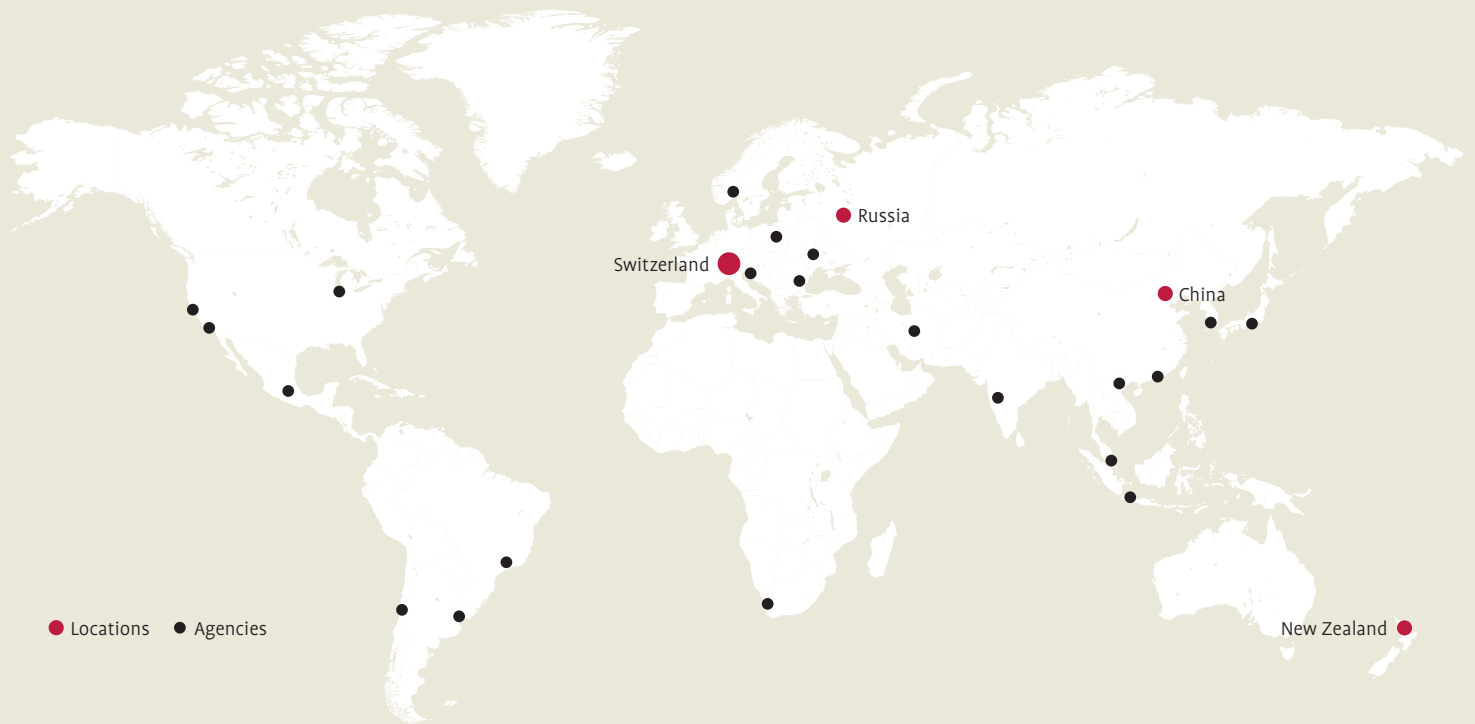 Russia
Switzerland
China
Locations
Agencies
New Zealand